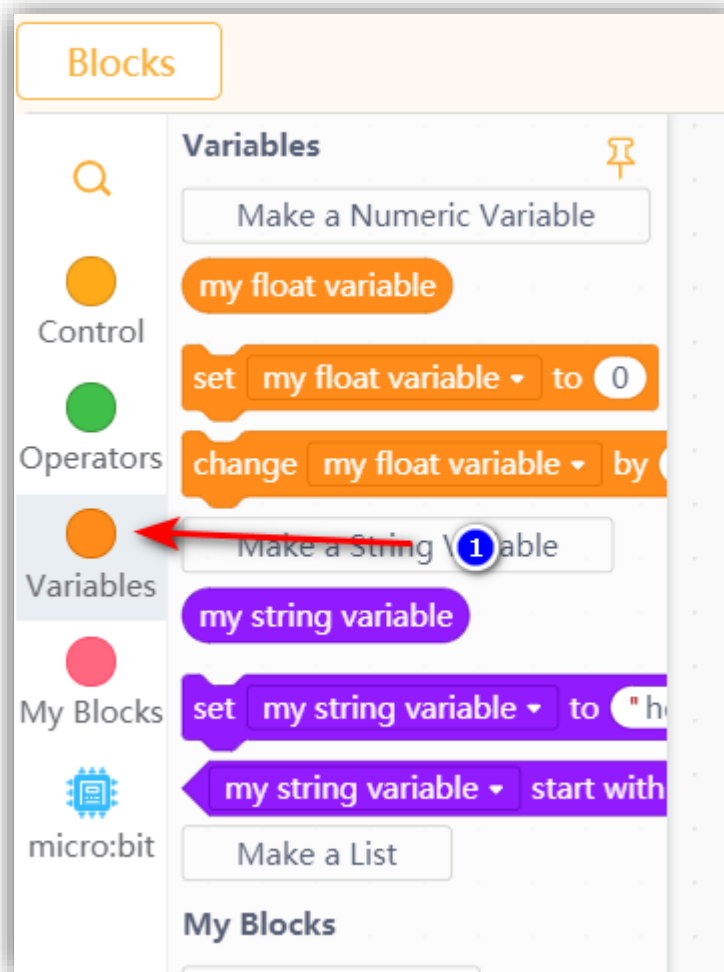 Blocks
Control
Operators
Variables
My Blocks
micro:bit
Variables
Make a Numeric Variable
my float variable
set my float variable to 0
change my float variable by
Make a String able
1
my string variable
set my string variable to "h
my string variable start with
Make a List
My Blocks